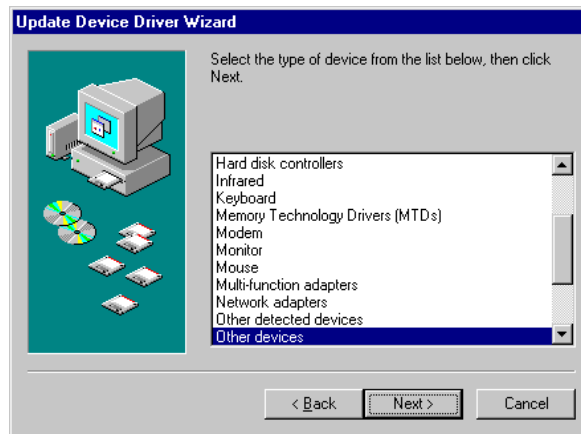 Update Device Driver Wizard
Select the type of device from the list below, then click
Next.
Hard disk controllers
Infrared
Keyboard
Memory Technology Drivers (MTDs)
Modem
Monitor
Mouse
Multi-function adapters
Network adapters
Other detected devices
Other devices
< Back
Next >
Cancel